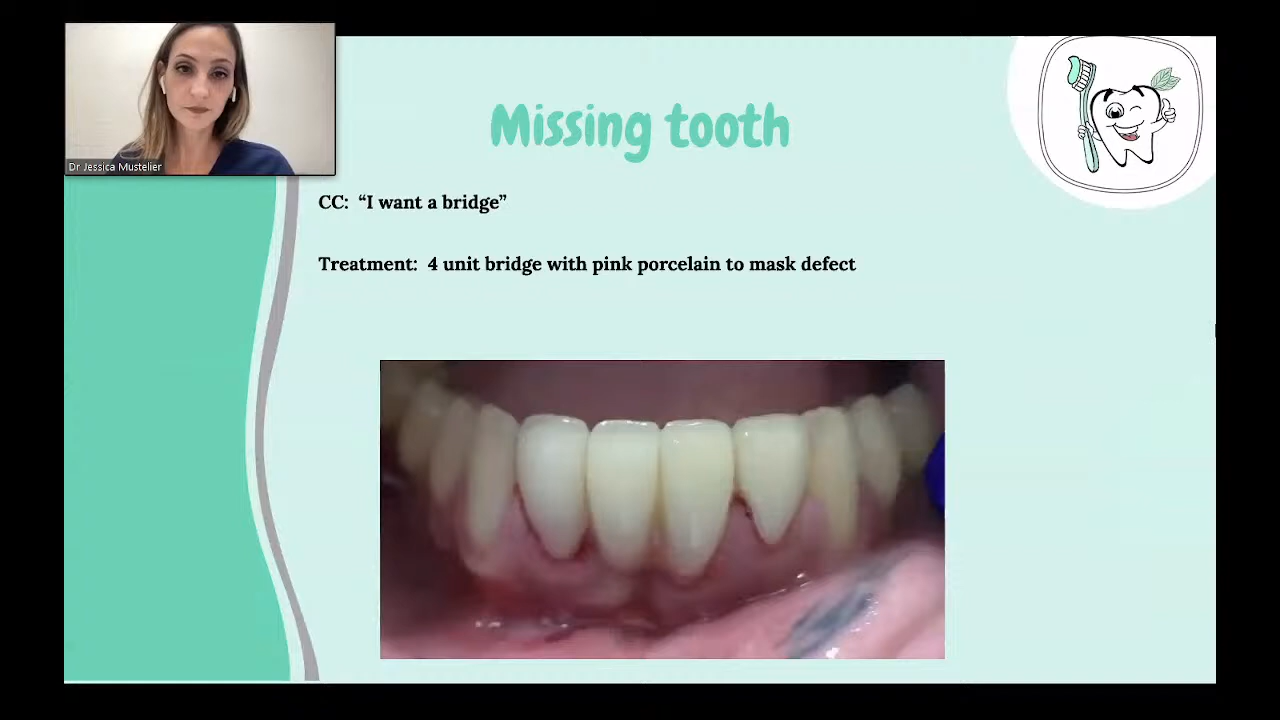 Missing tooth
Dr Jessica Mustelier
CC: “I want a bridge”
Treatment: 4 unit bridge with pink porcelain to mask defect